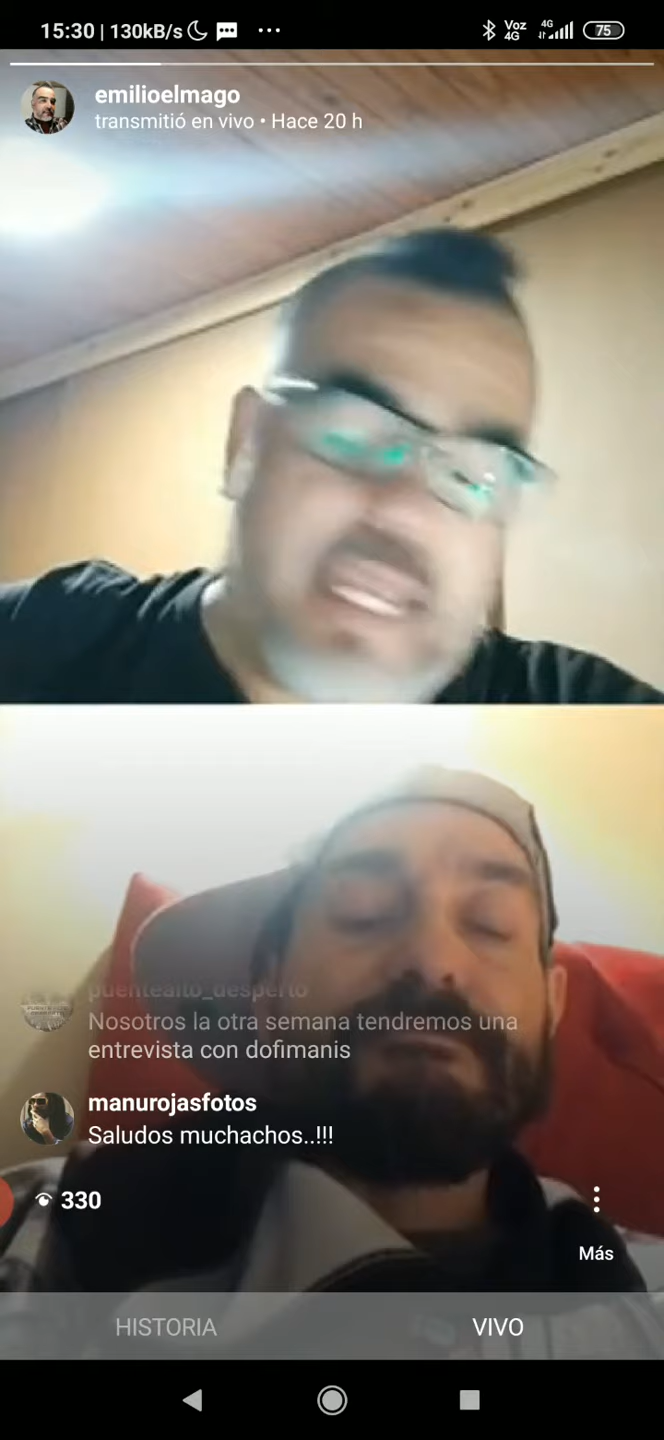 15:30 | 130kB/s
Voz 4G
4G
75
emilioelmago
transmitió en vivo • Hace 20 h
puentealto_desperto
Nosotros la otra semana tendremos una
entrevista con dofimanis
manurojasfotos
Saludos muchachos..!!!
330
Más
HISTORIA
VIVO